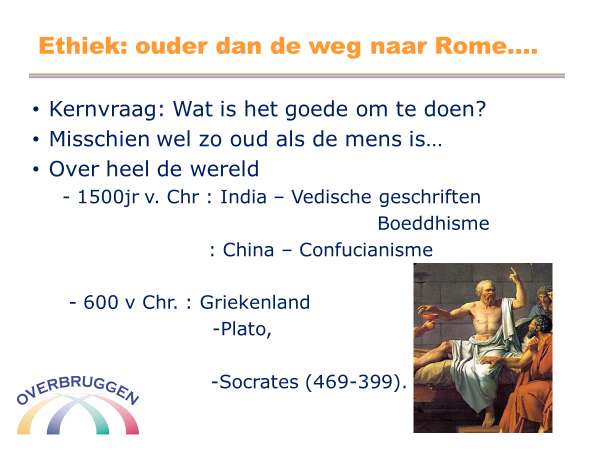 Ethiek: ouder dan de weg naar Rome....
• Kernvraag: Wat is het goede om te doen?
• Misschien wel zo oud als de mens is…
• Over heel de wereld
- 1500jr v. Chr : India – Vedische geschriften
Boeddhisme
: China – Confucianisme
- 600 v Chr. : Griekenland
-Plato,
-Socrates (469-399).
OVERBRUGGEN